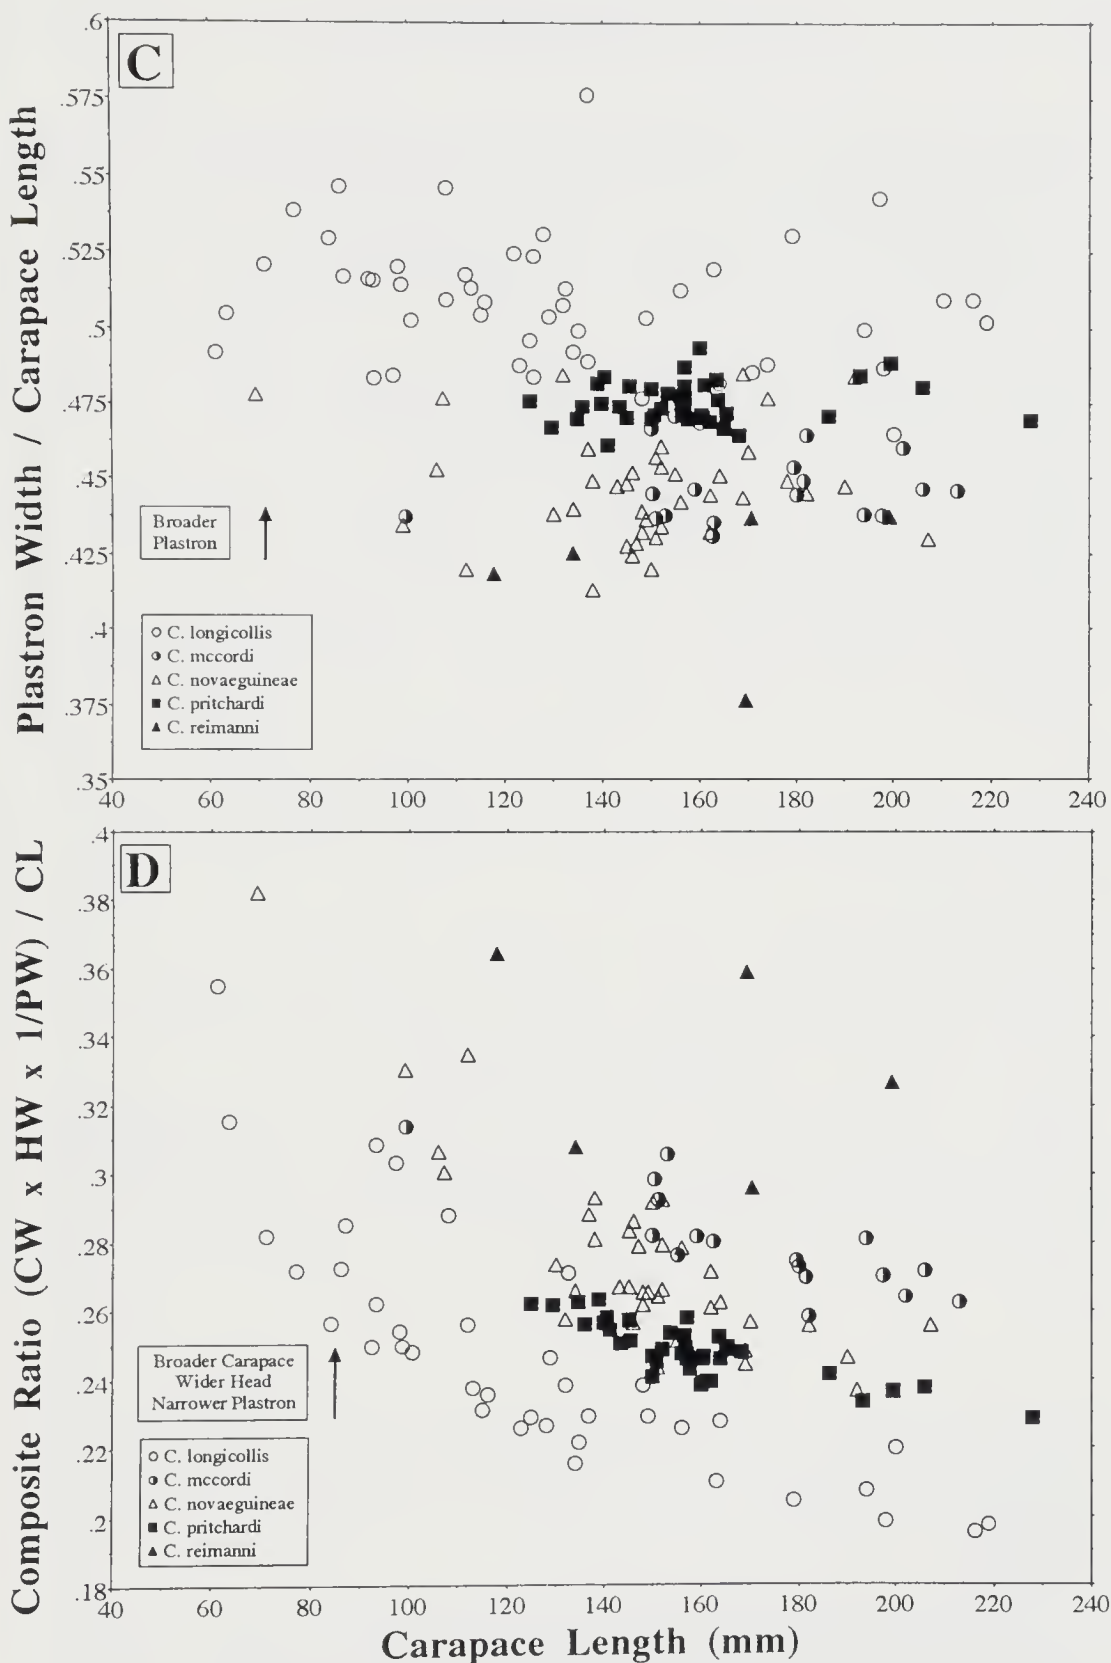 C
Plastron Width / Carapace Length
.6
.575
.55
.525
.5
.475
.45
.425
.4
.375
.35
Broader
Plastron
C. longicollis
C. mccordi
C. novaeguineae
C. pritchardi
C. reimanni
40 60 80 100 120 140 160 180 200 220 240
D
Composite Ratio (CW x HW x 1/PW) / CL
.4
.38
.36
.34
.32
.3
.28
.26
.24
.22
.2
.18
Broader Carapace
Wider Head
Narrower Plastron
C. longicollis
C. mccordi
C. novaeguineae
C. pritchardi
C. reimanni
40 60 80 100 120 140 160 180 200 220 240
Carapace Length (mm)